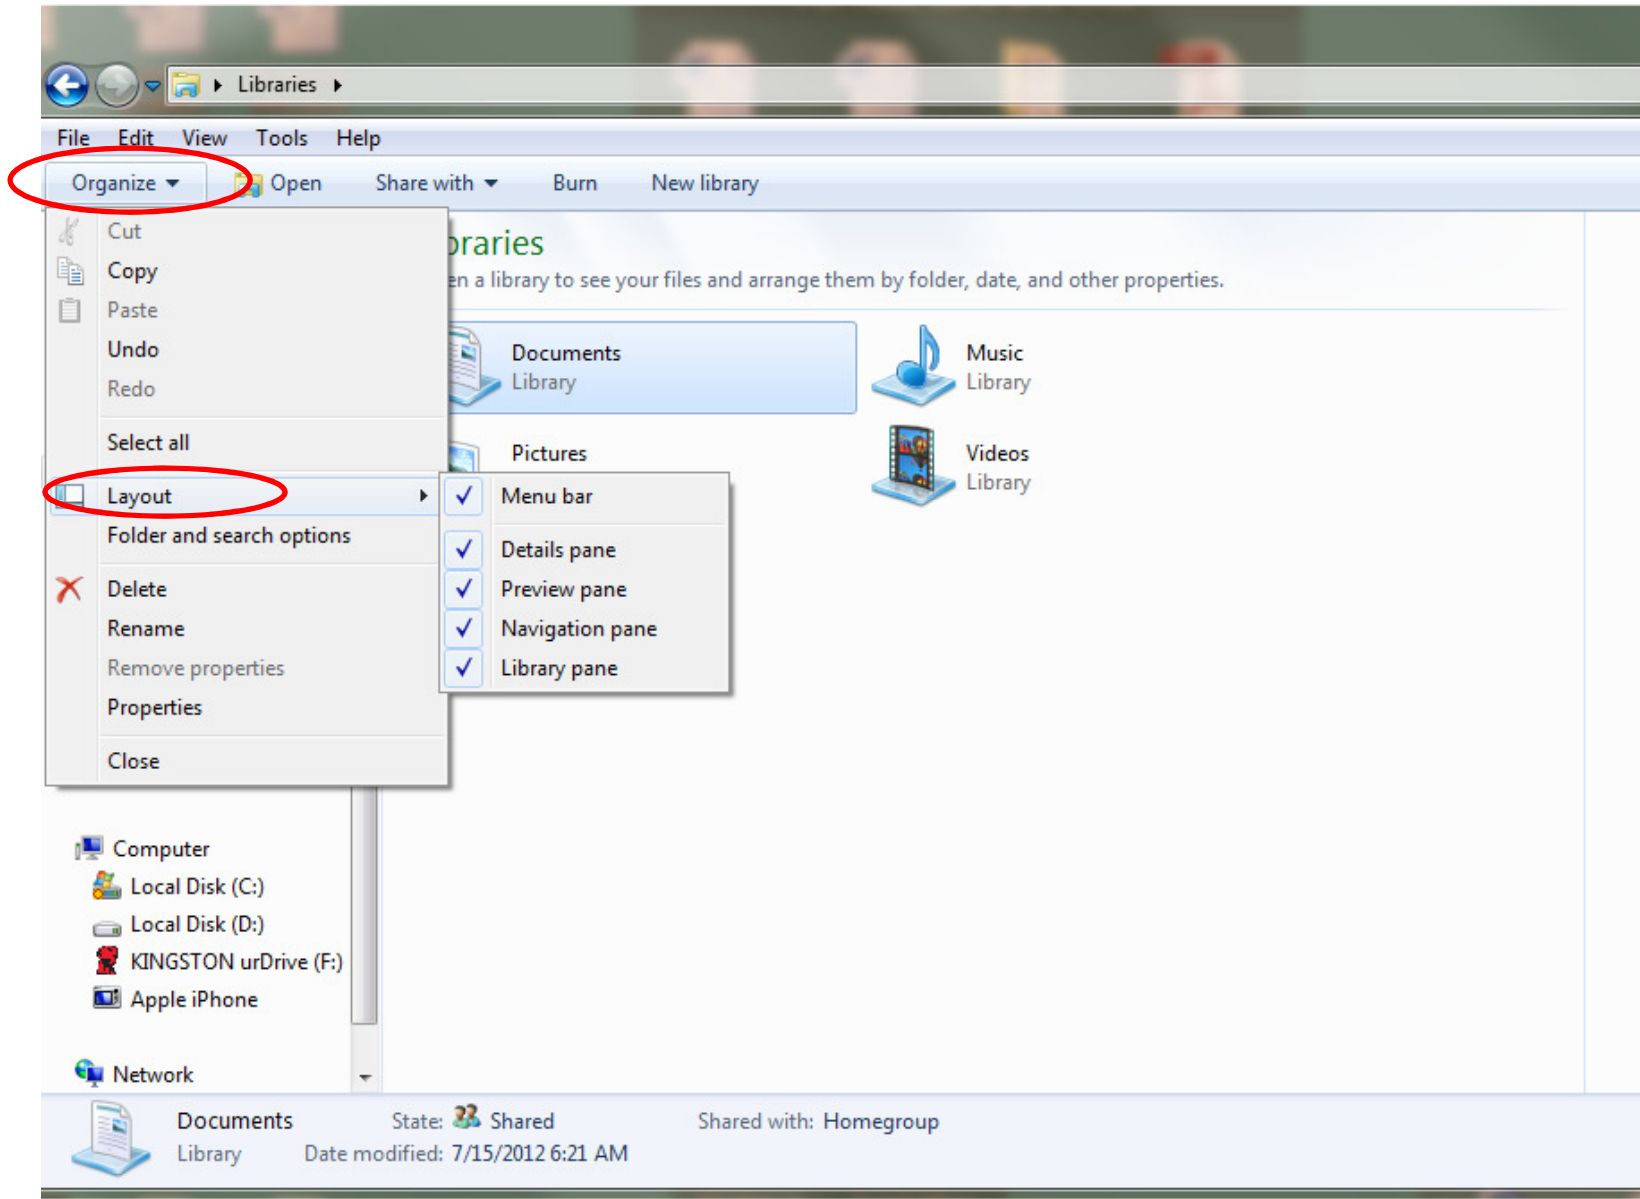 Libraries
File Edit View Tools Help
Organize Open Share with Burn New library
Cut
Copy
Paste
Undo
Redo
Select all
Layout
Folder and search options
Delete
Rename
Remove properties
Properties
Close
Menu bar
Details pane
Preview pane
Navigation pane
Library pane
braries
en a library to see your files and arrange them by folder, date, and other properties.
Documents
Library
Music
Library
Pictures
Videos
Library
Computer
Local Disk (C:)
Local Disk (D:)
KINGSTON urDrive (F:)
Apple iPhone
Network
Documents State: Shared Shared with: Homegroup
Library Date modified: 7/15/2012 6:21 AM